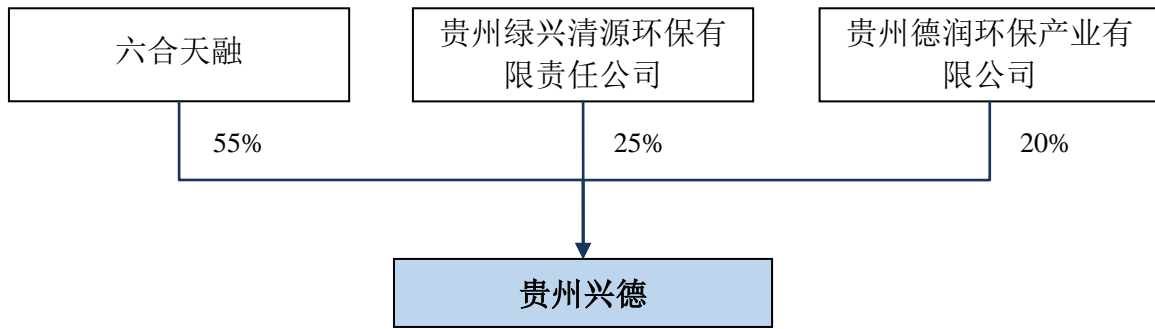 六合天融
贵州绿兴清源环保有
限责任公司
贵州德润环保产业有
限公司
55%
25%
20%
贵州兴德